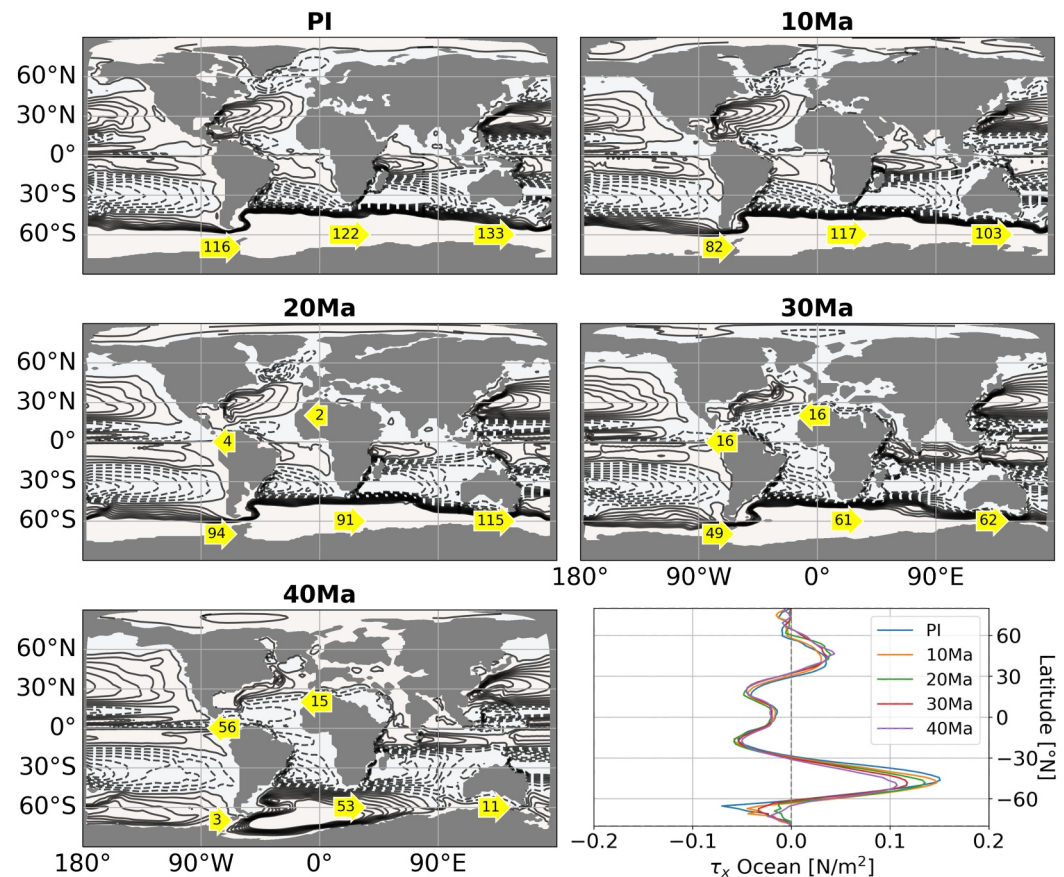 PI
10Ma
60°N
30°N
0°
30°S
60°S
116
122
133
82
117
103
20Ma
30Ma
60°N
30°N
0°
30°S
60°S
2
4
94
91
115
16
16
49
61
62
180°
90°W
0°
90°E
40Ma
60°N
30°N
0°
30°S
60°S
15
56
53
11
3
180°
90°W
0°
90°E
PI
10Ma
20Ma
30Ma
40Ma
60
30
0
−30
−60
Latitude [°N]
−0.2
−0.1
0.0
0.1
0.2
τx Ocean [N/m²]